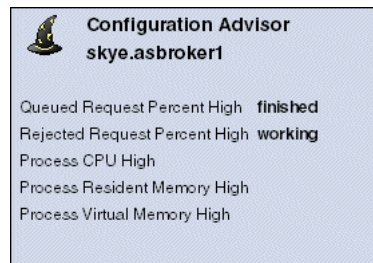 Configuration Advisor
skye.asbroker1
Queued Request Percent High finished
Rejected Request Percent High working
Process CPU High
Process Resident Memory High
Process Virtual Memory High